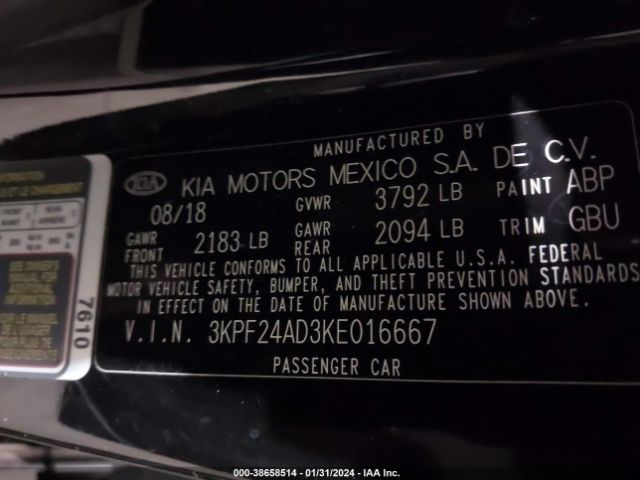 MANUFACTURED BY
KIA KIA MOTORS MEXICO S.A. DE C.V.
08/18 GVWR 3792 LB PAINT ABP
GAWR FRONT 2183 LB GAWR REAR 2094 LB TRIM GBU
THIS VEHICLE CONFORMS TO ALL APPLICABLE U.S.A. FEDERAL
MOTOR VEHICLE SAFETY, BUMPER, AND THEFT PREVENTION STANDARDS
IN EFFECT ON THE DATE OF MANUFACTURE SHOWN ABOVE.
V.I.N. 3KPF24AD3KE016667
PASSENGER CAR
7610
000-38658514 - 01/31/2024 - IAA Inc.